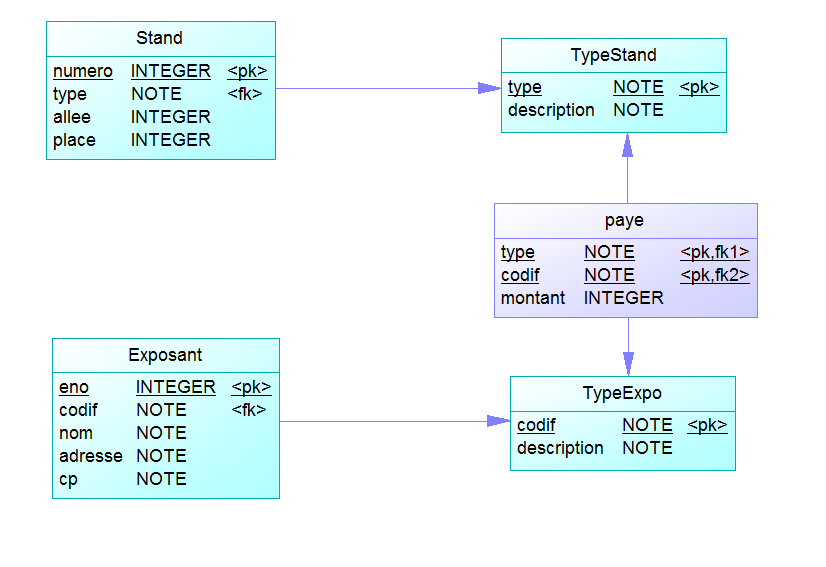 Stand
numero INTEGER <pk>
type NOTE <fk>
allee INTEGER
place INTEGER
TypeStand
type NOTE <pk>
description NOTE
paye
type NOTE <pk,fk1>
codif NOTE <pk,fk2>
montant INTEGER
Exposant
eno INTEGER <pk>
codif NOTE <fk>
nom NOTE
adresse NOTE
cp NOTE
TypeExpo
codif NOTE <pk>
description NOTE